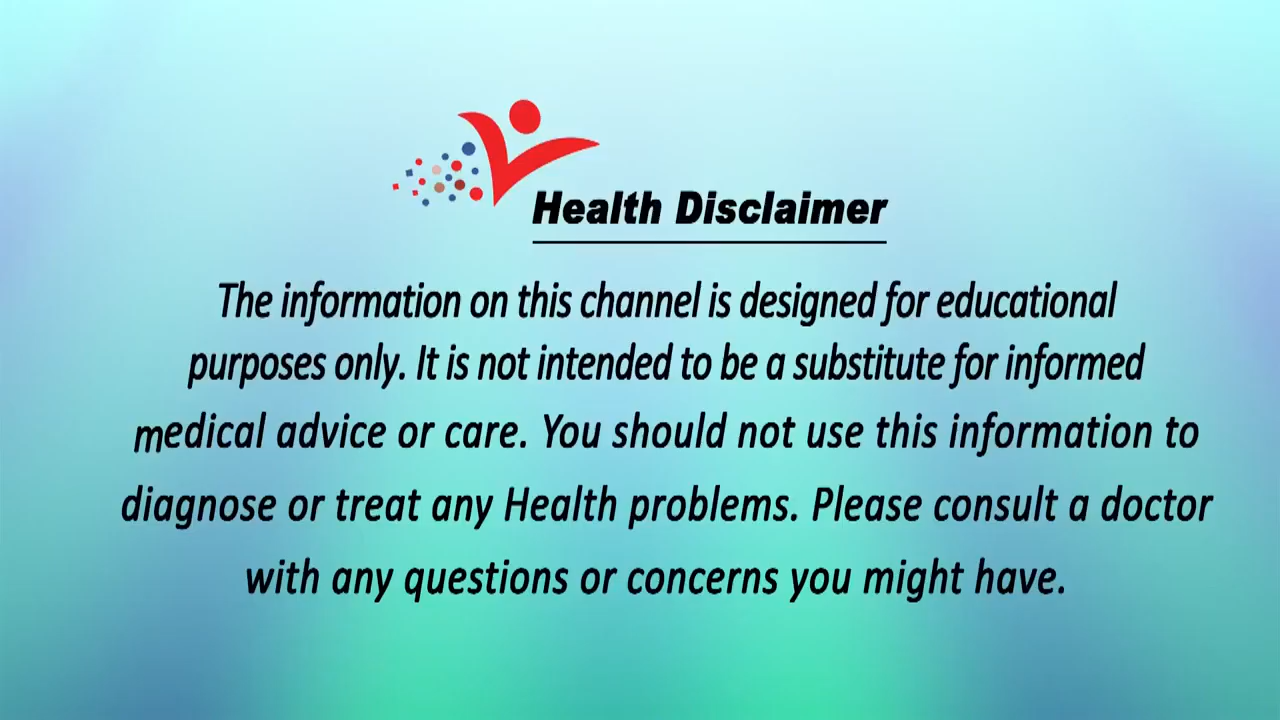 Health Disclaimer
The information on this channel is designed for educational
purposes only. It is not intended to be a substitute for informed
medical advice or care. You should not use this information to
diagnose or treat any Health problems. Please consult a doctor
with any questions or concerns you might have.